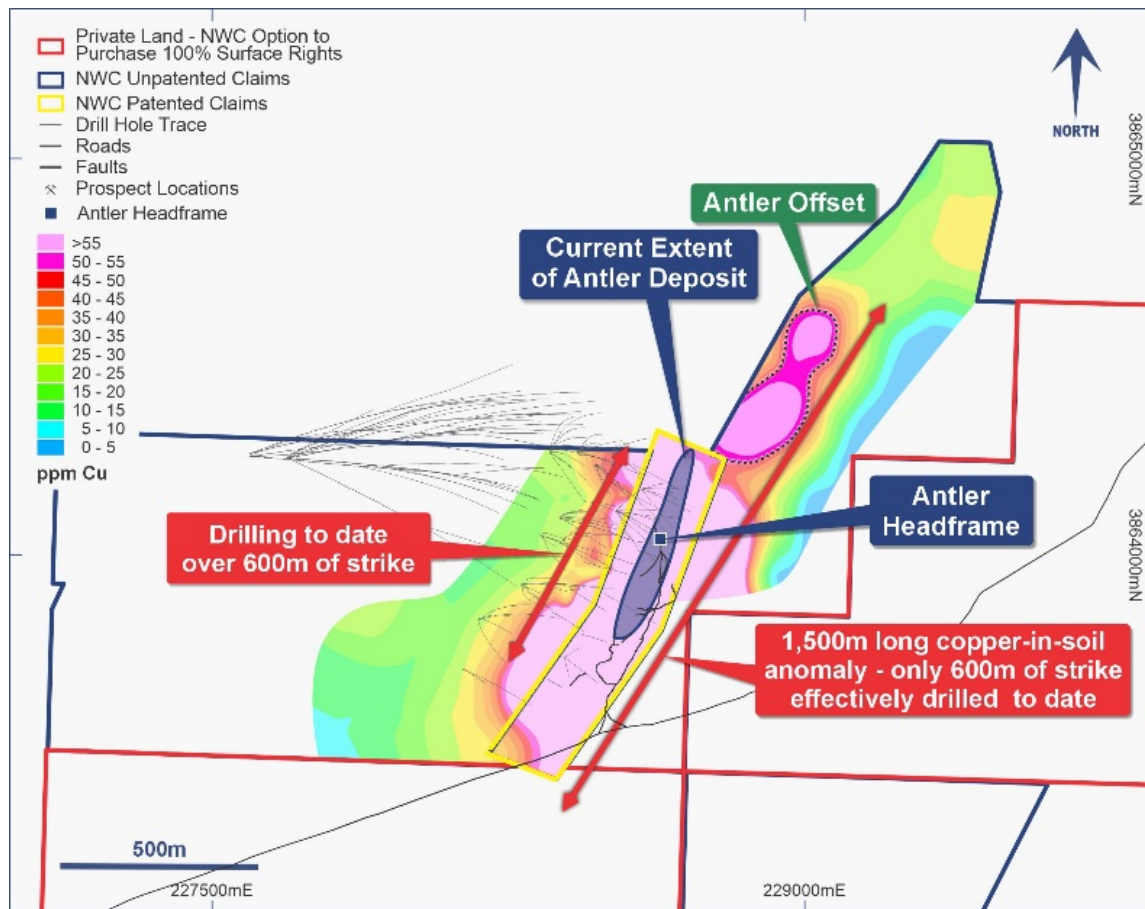 Private Land - NWC Option to
Purchase 100% Surface Rights
NWC Unpatented Claims
NWC Patented Claims
Drill Hole Trace
Roads
Faults
Prospect Locations
Antler Headframe
>55
50 - 55
45 - 50
40 - 45
35 - 40
30 - 35
25 - 30
20 - 25
15 - 20
10 - 15
5 - 10
0 - 5
ppm Cu
NORTH
3865000mN
Antler Offset
Current Extent
of Antler Deposit
Antler
Headframe
3864000mN
Drilling to date
over 600m of strike
1,500m long copper-in-soil
anomaly - only 600m of strike
effectively drilled to date
500m
227500mE
229000mE